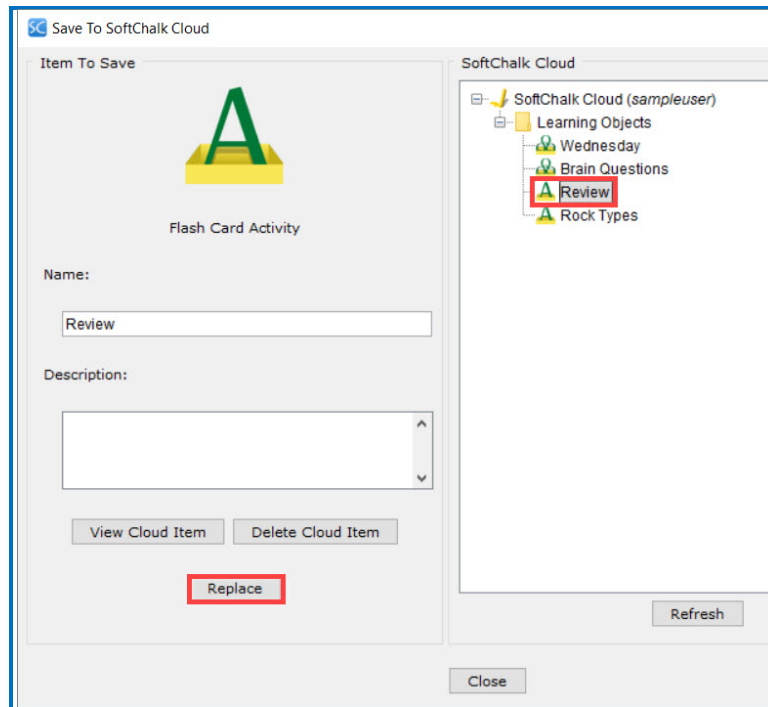 SC Save To SoftChalk Cloud
Item To Save
A
Flash Card Activity
Name:
Review
Description:
View Cloud Item Delete Cloud Item
Replace
SoftChalk Cloud
SoftChalk Cloud (sampleuser)
Learning Objects
Wednesday
Brain Questions
A Review
A Rock Types
Refresh
Close